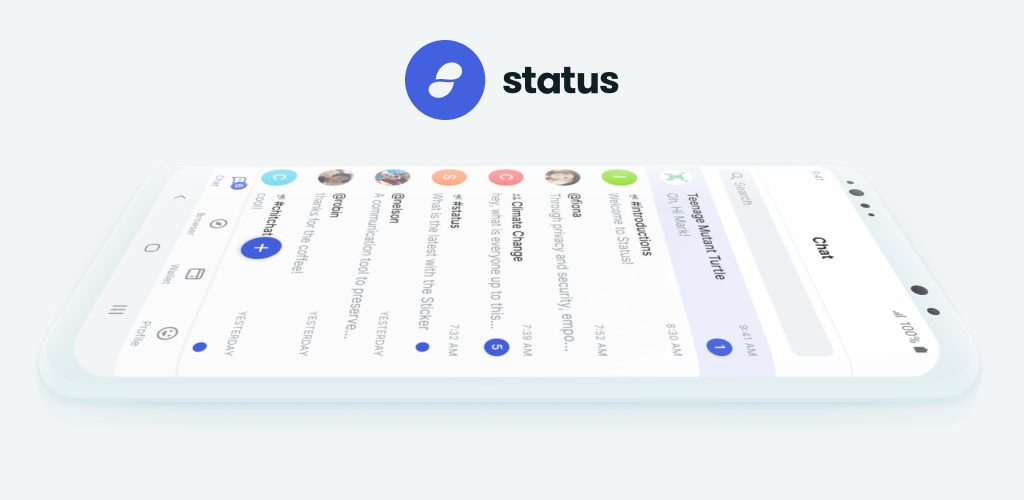 status
9:41
100%
Chat
Search
Teenage Mutant Turtle
9:41 AM
Oh, Hi Mark!
1
I
#introductions
8:30 AM
Welcome to Status!
@fiona
7:52 AM
Through privacy and security, empo...
C
Climate Change
7:39 AM
hey, what is everyone up to this...
5
S
#status
7:32 AM
What is the latest with the Sticker
@nelson
YESTERDAY
A communication tool to preserve...
@robin
YESTERDAY
thanks for the coffee!
C
#chitchat
YESTERDAY
cool!
+
6
Chat
Browser
Wallet
Profile